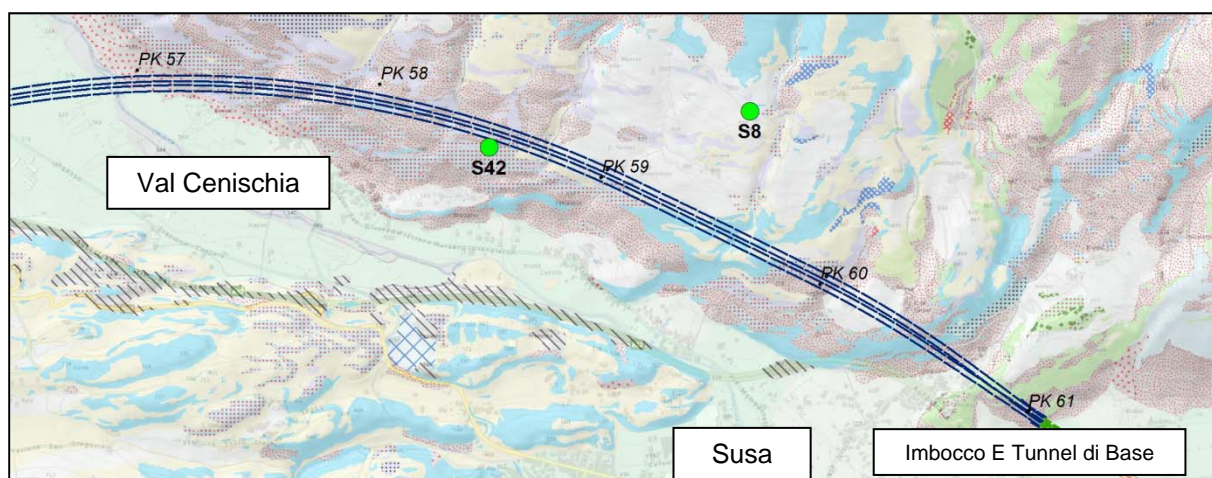 PK 57
PK 58
S8
S42
PK 59
Val Cenischia
PK 60
PK 61
Susa
Imbocco E Tunnel di Base